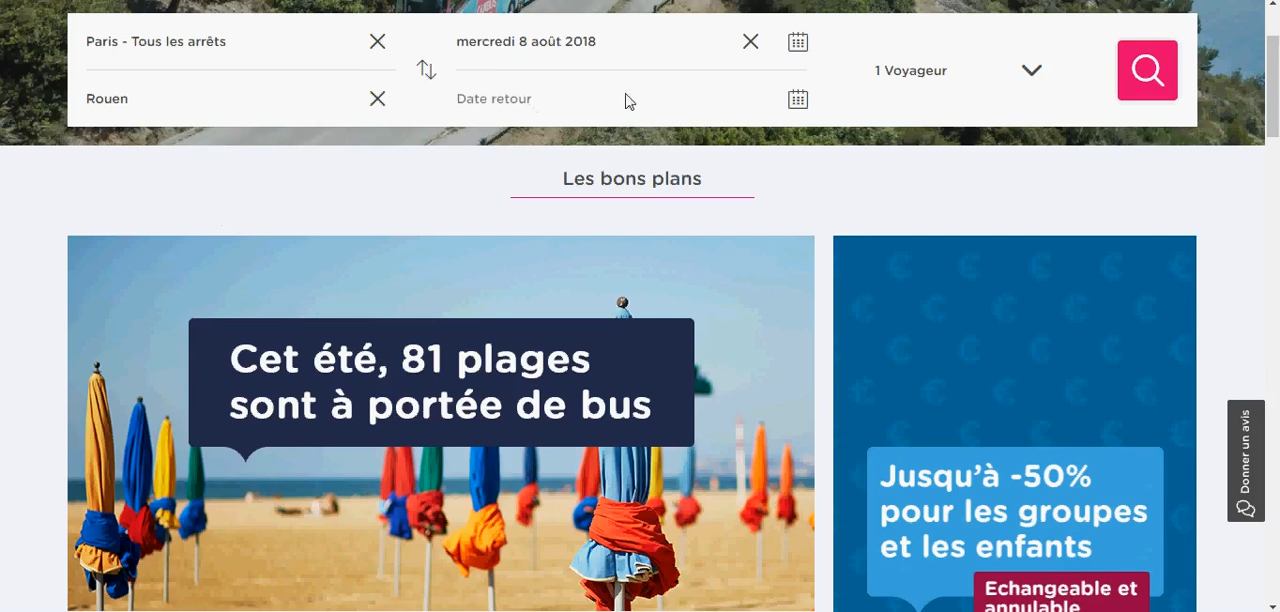 Paris - Tous les arrêts
mercredi 8 août 2018
1 Voyageur
Rouen
Date retour
Les bons plans
Cet été, 81 plages
sont à portée de bus
Jusqu'à -50%
pour les groupes
et les enfants
Echangeable et
annulable
Donner un avis